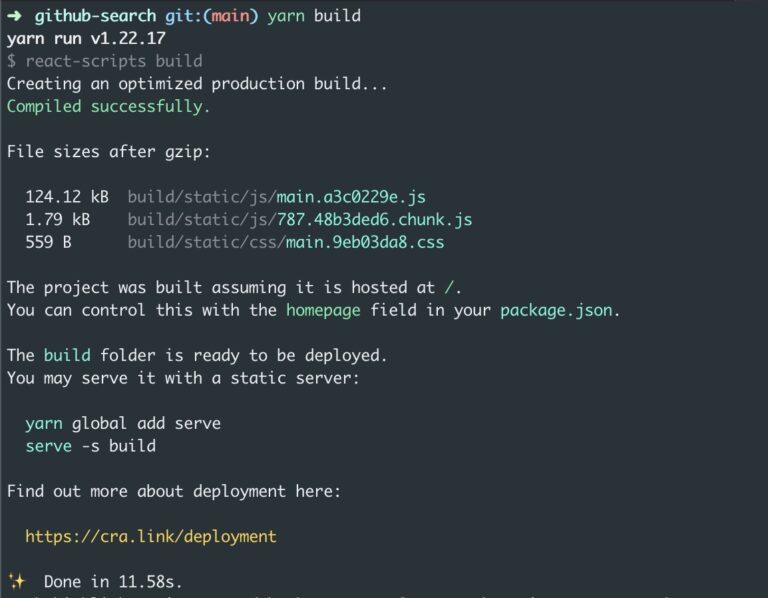 ➜ github-search git:(main) yarn build
yarn run v1.22.17
$ react-scripts build
Creating an optimized production build...
Compiled successfully.
File sizes after gzip:
124.12 kB build/static/js/main.a3c0229e.js
1.79 kB build/static/js/787.48b3ded6.chunk.js
559 B build/static/css/main.9eb03da8.css
The project was built assuming it is hosted at /.
You can control this with the homepage field in your package.json.
The build folder is ready to be deployed.
You may serve it with a static server:
yarn global add serve
serve -s build
Find out more about deployment here:
https://cra.link/deployment
✨ Done in 11.58s.